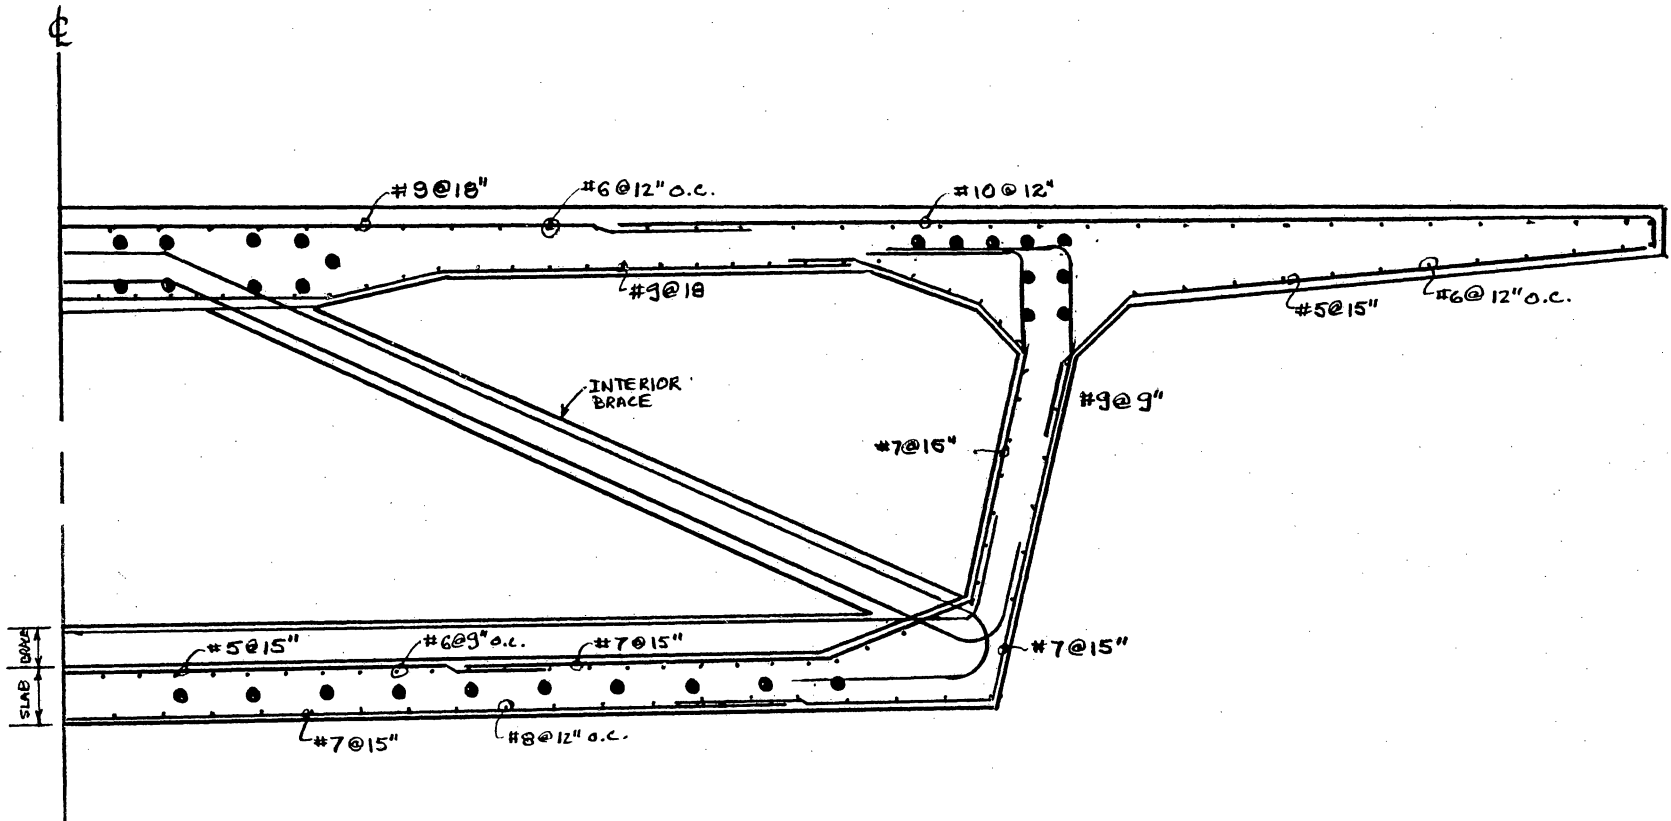 ℄
#9@18"
#6@12" o.c.
#10@12"
#9@18
#5@15"
#6@12" o.c.
INTERIOR
BRACE
#9@9"
#7@15"
#5@15"
#6@9" o.c.
#7@15"
#7@15"
BRACE
SLAB
#7@15"
#8@12" o.c.